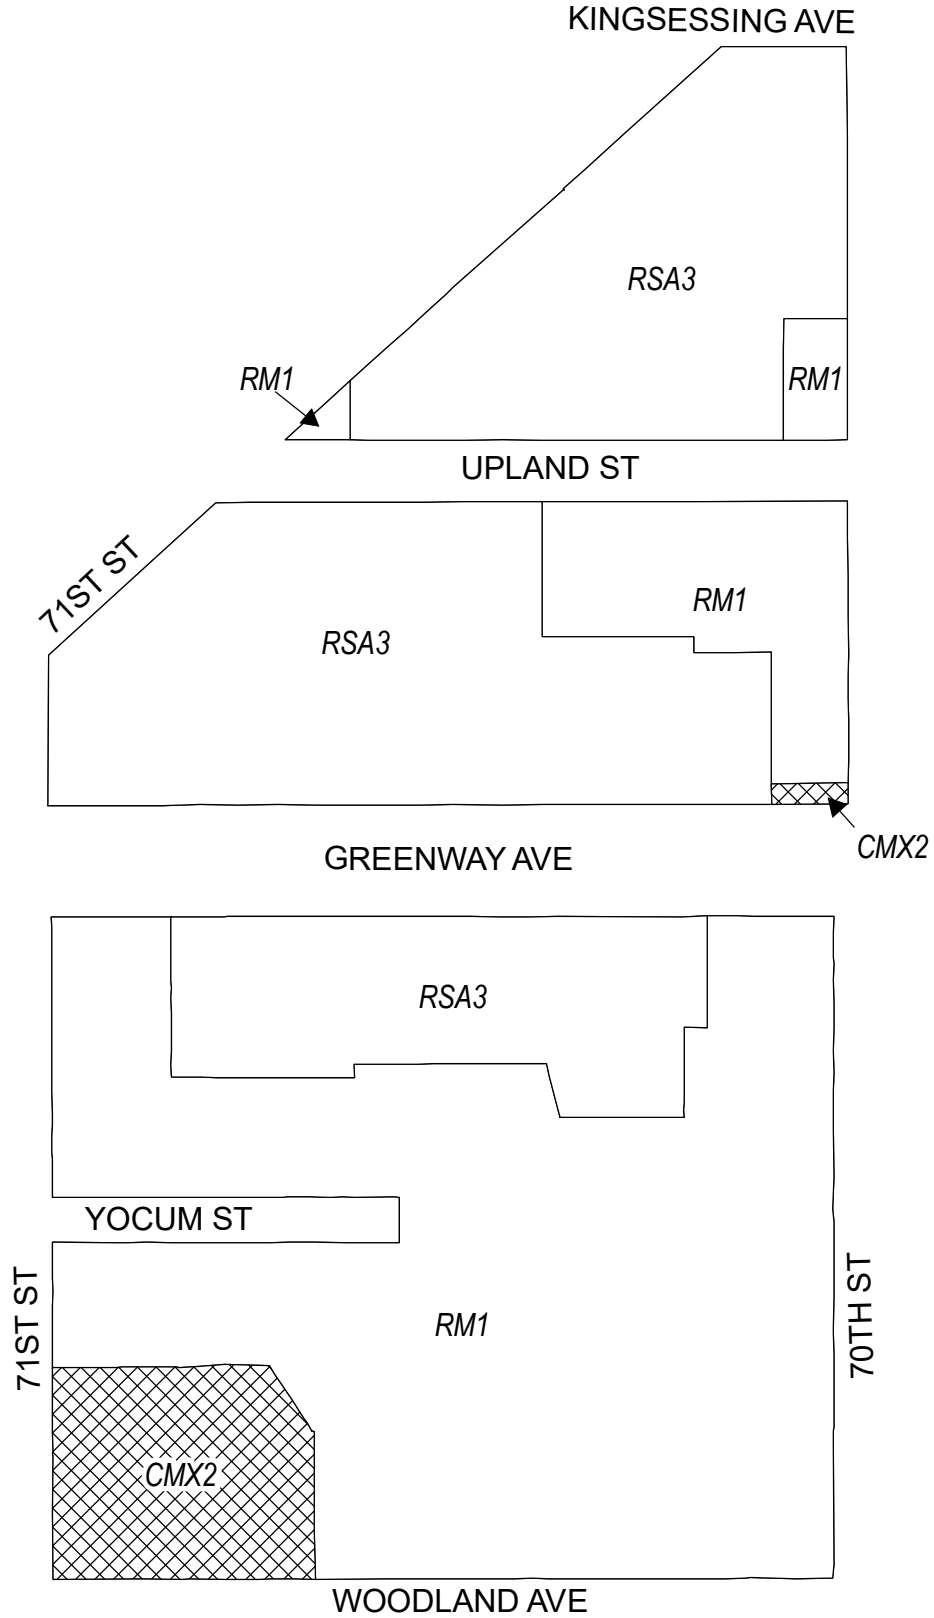 KINGSESSING AVE
RSA3
RM1
RM1
UPLAND ST
71ST ST
RM1
RSA3
CMX2
GREENWAY AVE
RSA3
YOCUM ST
71ST ST
RM1
70TH ST
CMX2
WOODLAND AVE